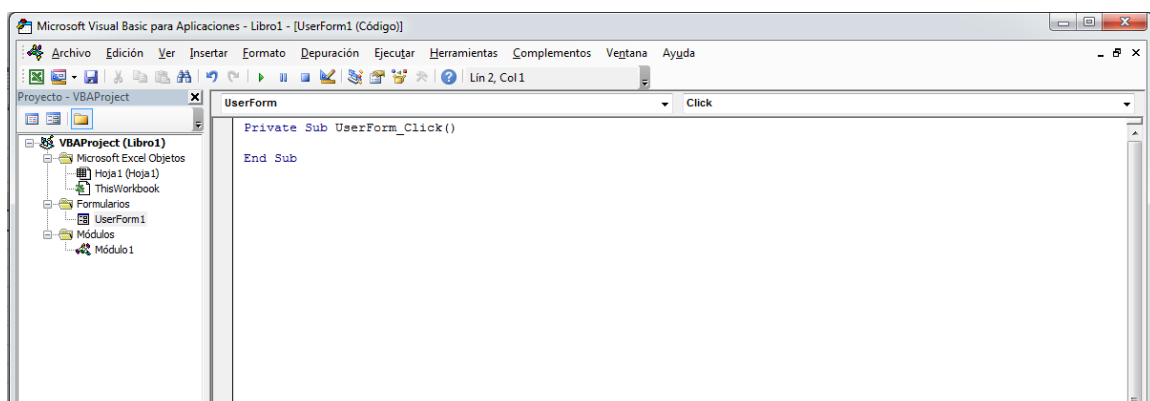 Microsoft Visual Basic para Aplicaciones - Libro1 - [UserForm1 (Código)]
Archivo Edición Ver Insertar Formato Depuración Ejecutar Herramientas Complementos Ventana Ayuda
Lín 2, Col 1
Proyecto - VBAProject
UserForm Click
VBAProject (Libro1)
Microsoft Excel Objetos
Hoja1 (Hoja1)
ThisWorkbook
Formularios
UserForm1
Módulos
Módulo1
Private Sub UserForm_Click()
End Sub